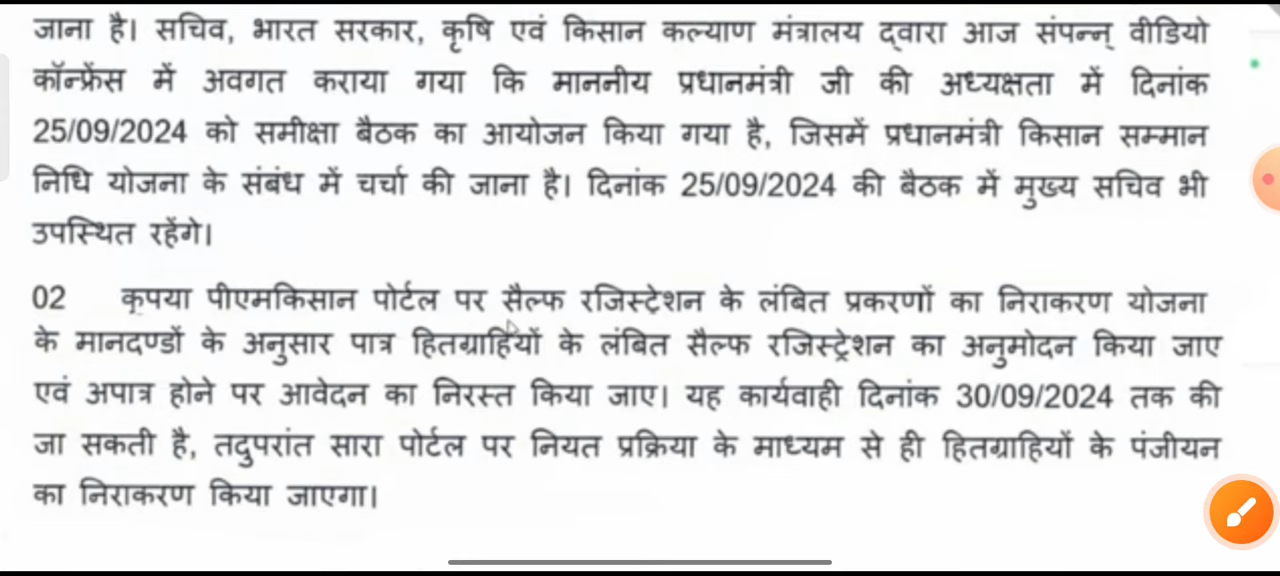 जाना है। सचिव, भारत सरकार, कृषि एवं किसान कल्याण मंत्रालय द्वारा आज संपन्न् वीडियो
कॉन्फ्रेंस में अवगत कराया गया कि माननीय प्रधानमंत्री जी की अध्यक्षता में दिनांक
25/09/2024 को समीक्षा बैठक का आयोजन किया गया है, जिसमें प्रधानमंत्री किसान सम्मान
निधि योजना के संबंध में चर्चा की जाना है। दिनांक 25/09/2024 की बैठक में मुख्य सचिव भी
उपस्थित रहेंगे।
02 कृपया पीएमकिसान पोर्टल पर सैल्फ रजिस्ट्रेशन के लंबित प्रकरणों का निराकरण योजना
के मानदण्डों के अनुसार पात्र हितग्राहियों के लंबित सैल्फ रजिस्ट्रेशन का अनुमोदन किया जाए
एवं अपात्र होने पर आवेदन का निरस्त किया जाए। यह कार्यवाही दिनांक 30/09/2024 तक की
जा सकती है, तदुपरांत सारा पोर्टल पर नियत प्रक्रिया के माध्यम से ही हितग्राहियों के पंजीयन
का निराकरण किया जाएगा।